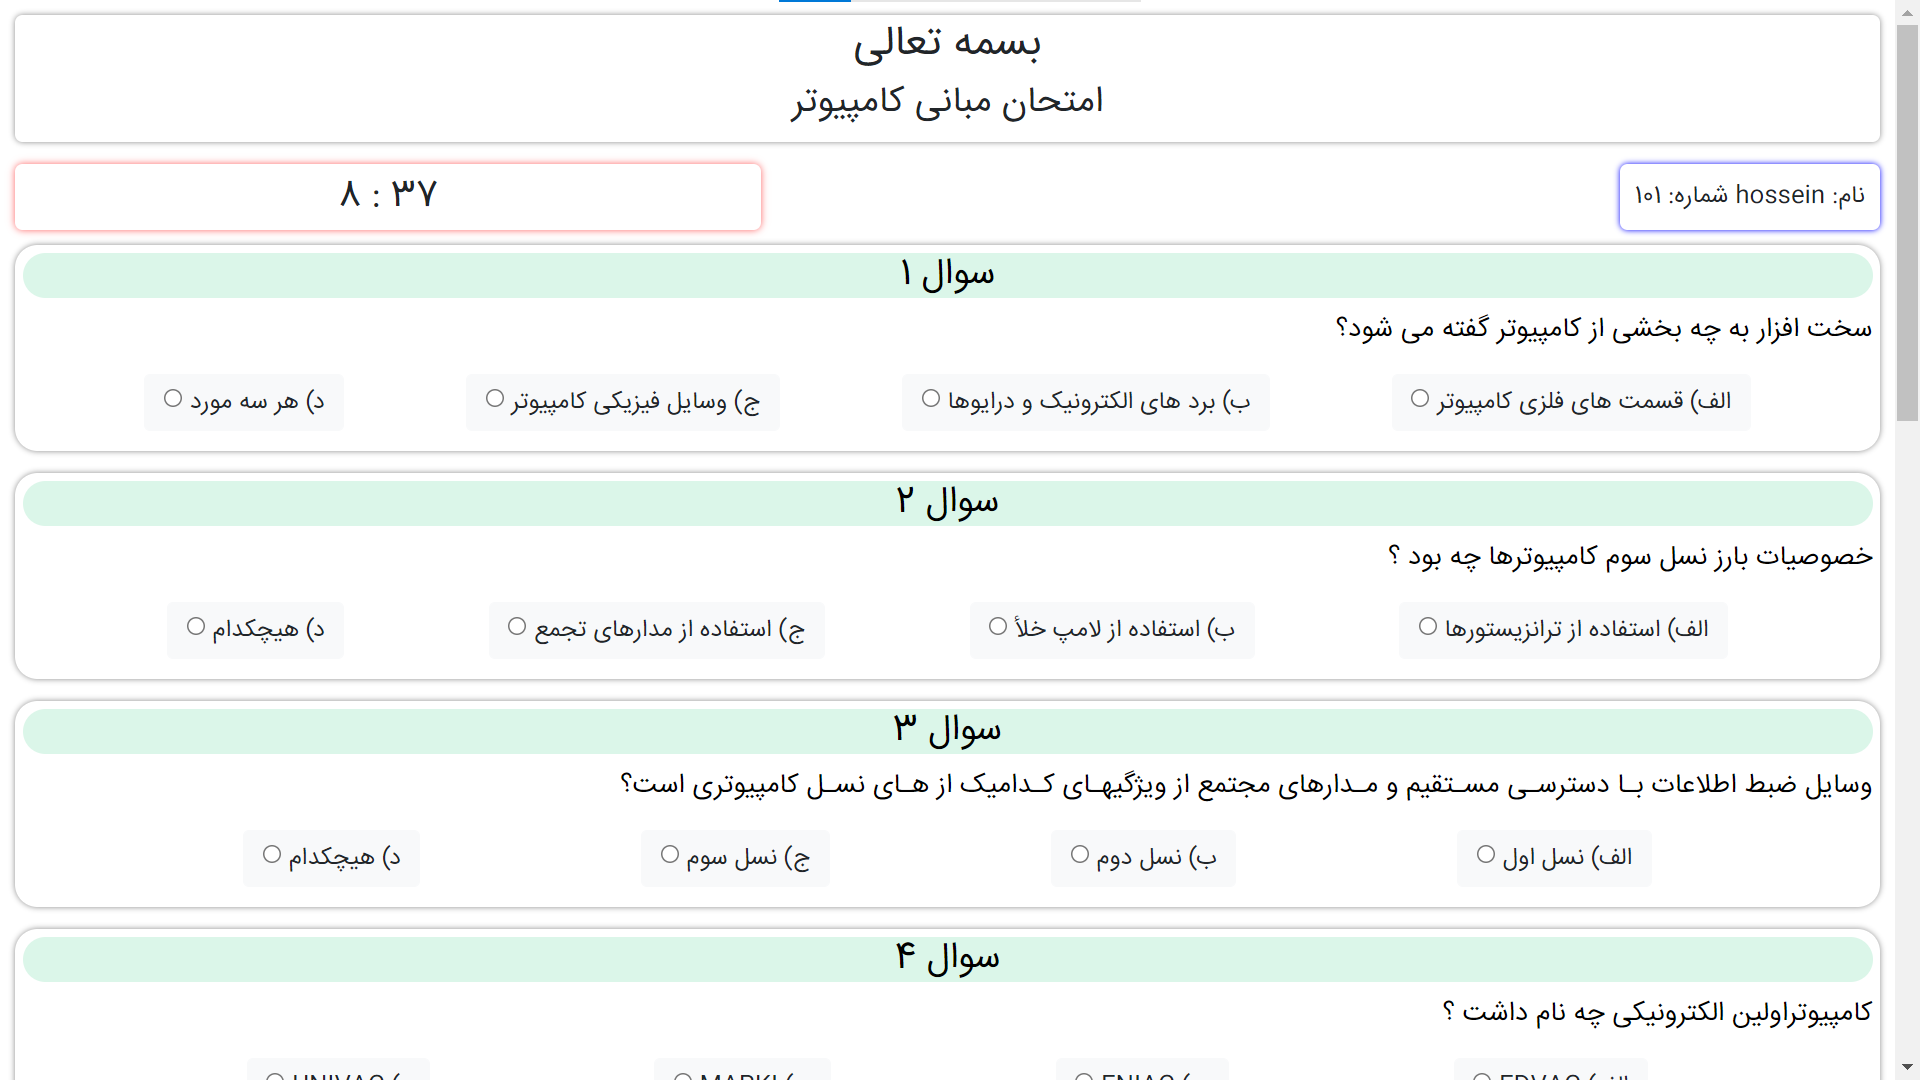 بسمه تعالی
امتحان مبانی کامپیوتر
نام: hossein شماره: ۱۰۱
۸ : ۳۷
سوال ۱
سخت افزار به چه بخشی از کامپیوتر گفته می شود؟
الف) قسمت های فلزی کامپیوتر ب) برد های الکترونیک و درایوها ج) وسایل فیزیکی کامپیوتر د) هر سه مورد
سوال ۲
خصوصیات بارز نسل سوم کامپیوترها چه بود ؟
الف) استفاده از ترانزیستورها ب) استفاده از لامپ خلأ ج) استفاده از مدارهای تجمع د) هیچکدام
سوال ۳
وسایل ضبط اطلاعات بـا دسترسـی مسـتقیم و مـدارهای مجتمع از ویژگیهـای کـدامیک از هـای نسـل کامپیوتری است؟
الف) نسل اول ب) نسل دوم ج) نسل سوم د) هیچکدام
سوال ۴
کامپیوتراولین الکترونیکی چه نام داشت ؟
الف) EDVAC ب) ENIAC ج) MARKI د) UNIVAC